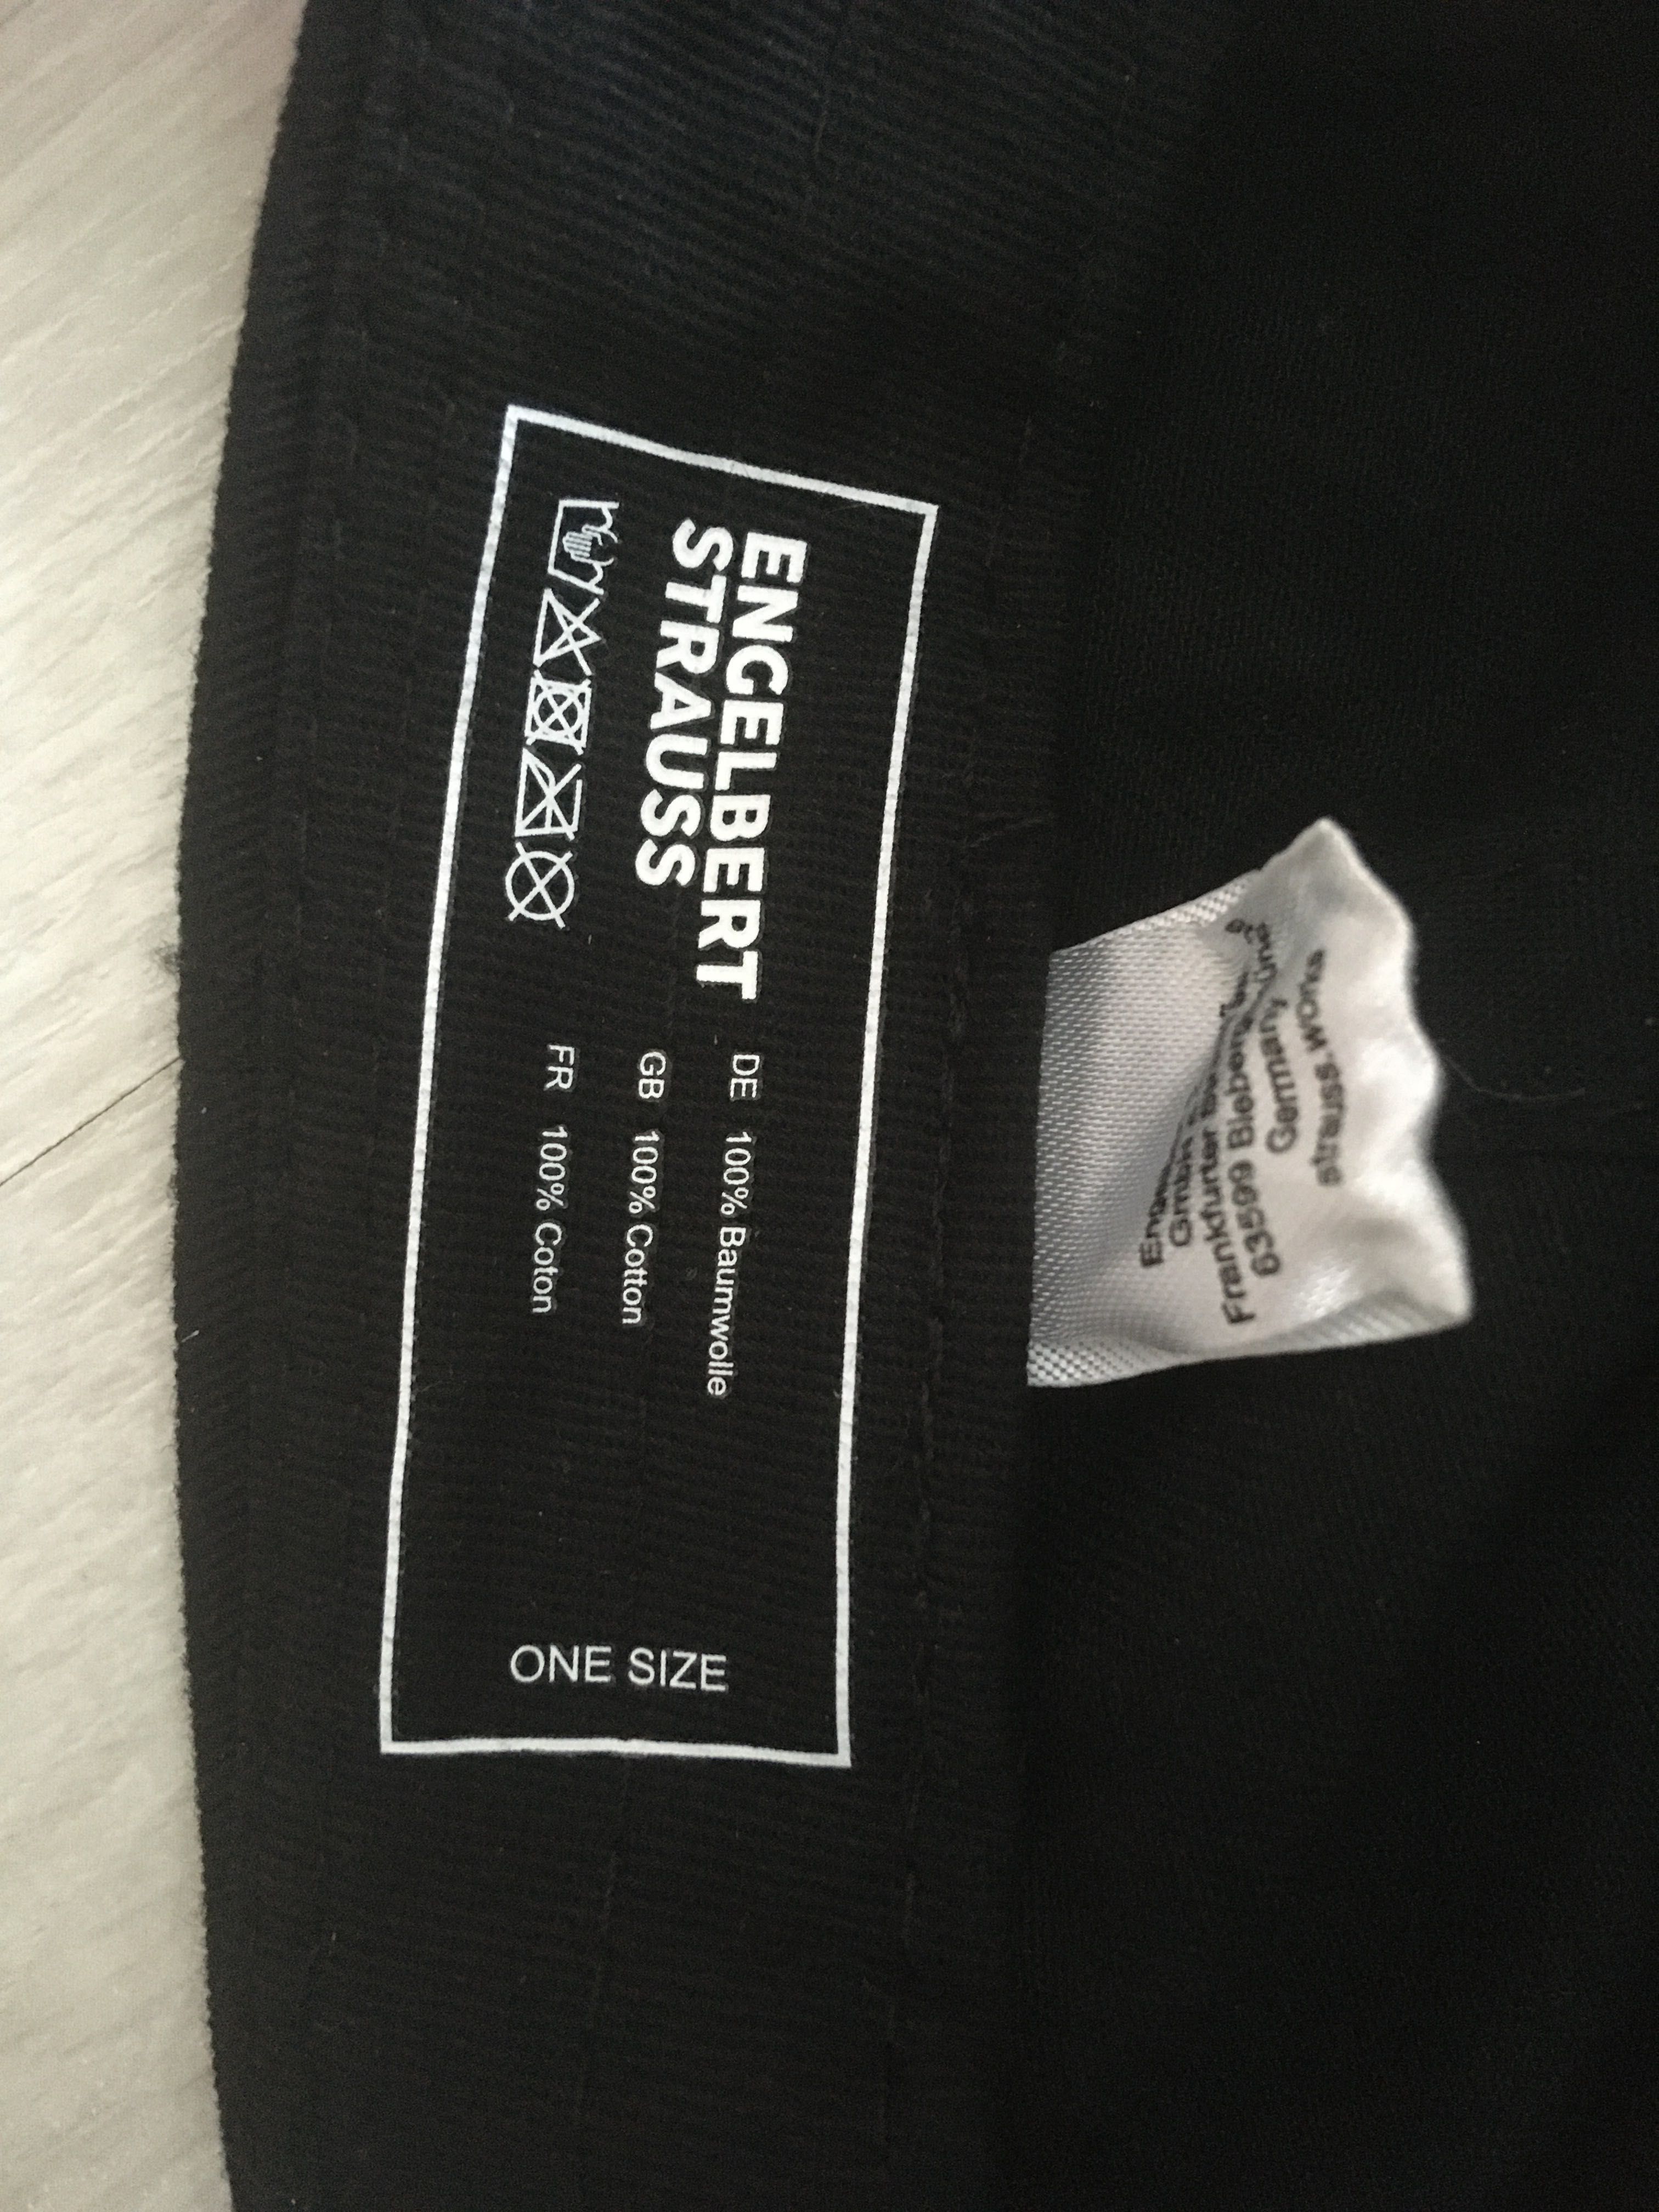 ENGELBERT
STRAUSS
DE 100% Baumwolle
GB 100% Cotton
FR 100% Coton
ONE SIZE
GmbH
Frankfurter
63599
Germany
strauss.works